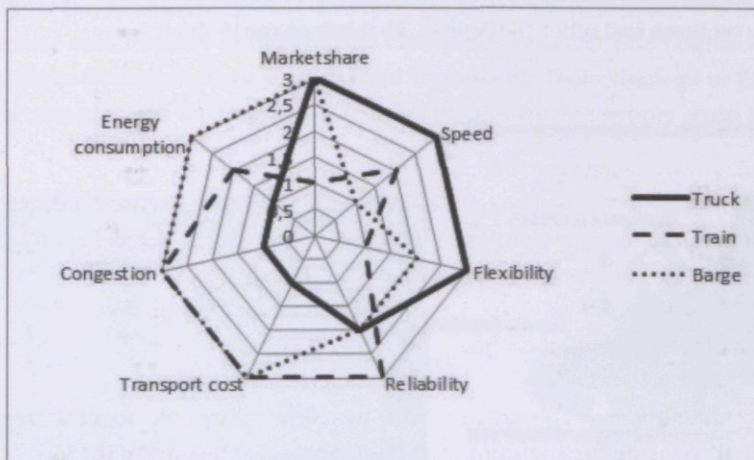 Marketshare
3
2,5
2
1,5
1
0,5
0
Speed
Flexibility
Reliability
Transport cost
Congestion
Energy
consumption
Truck
Train
Barge